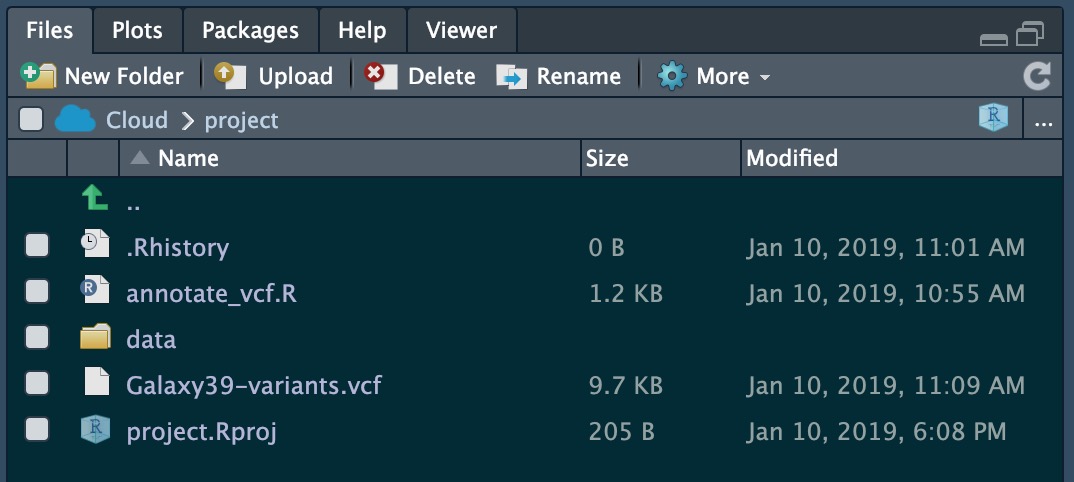 Files Plots Packages Help Viewer
New Folder Upload Delete Rename More
Cloud project R ...
Name Size Modified
..
.Rhistory 0 B Jan 10, 2019, 11:01 AM
R annotate_vcf.R 1.2 KB Jan 10, 2019, 10:55 AM
data
Galaxy39-variants.vcf 9.7 KB Jan 10, 2019, 11:09 AM
R project.Rproj 205 B Jan 10, 2019, 6:08 PM